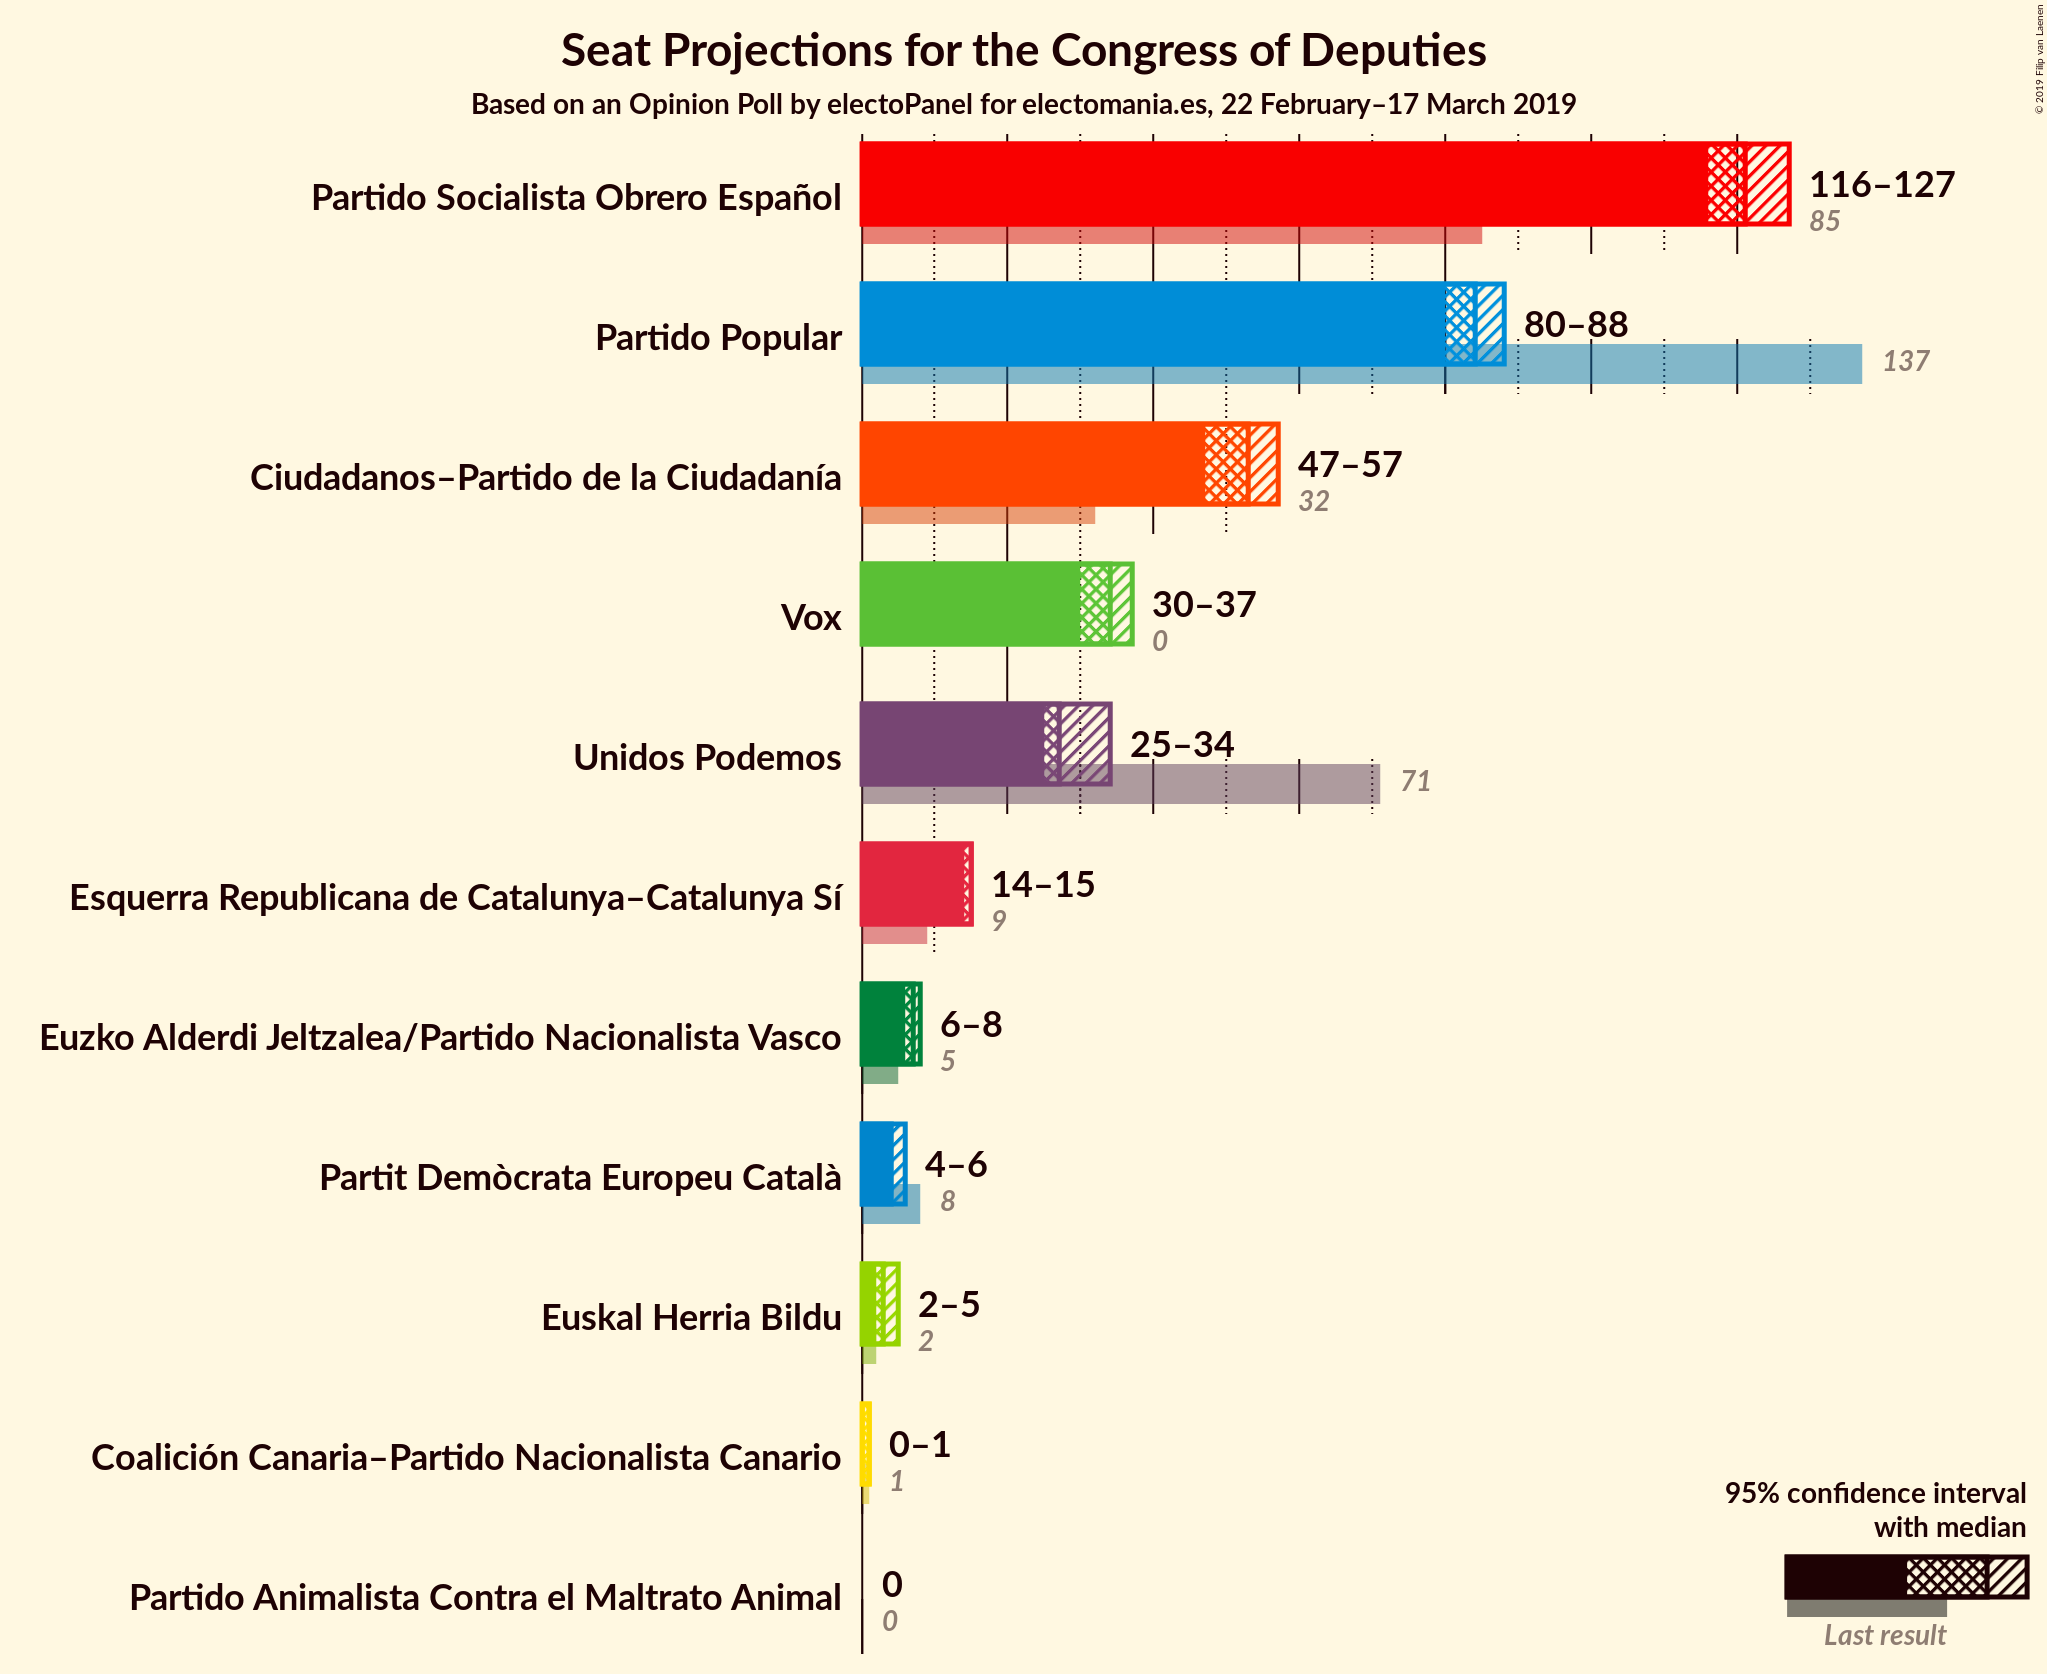 Seat Projections for the Congress of Deputies
Based on an Opinion Poll by electoPanel for electomania.es, 22 February–17 March 2019
© 2019 Filip van Laenen
Partido Socialista Obrero Español
116–127
85
Partido Popular
80–88
137
Ciudadanos–Partido de la Ciudadanía
47–57
32
Vox
30–37
0
Unidos Podemos
25–34
71
Esquerra Republicana de Catalunya–Catalunya Sí
14–15
9
Euzko Alderdi Jeltzalea/Partido Nacionalista Vasco
6–8
5
Partit Demòcrata Europeu Català
4–6
8
Euskal Herria Bildu
2–5
2
Coalición Canaria–Partido Nacionalista Canario
0–1
1
Partido Animalista Contra el Maltrato Animal
0
0
95% confidence interval
with median
Last result